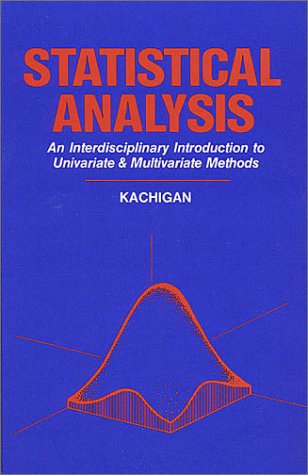 STATISTICAL
ANALYSIS
An Interdisciplinary Introduction to
Univariate & Multivariate Methods
KACHIGAN